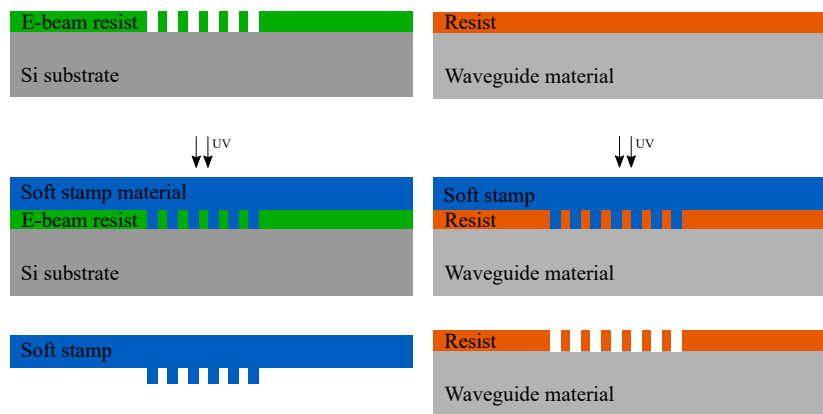 E-beam resist
Si substrate
Resist
Waveguide material
UV
Soft stamp material
E-beam resist
Si substrate
UV
Soft stamp
Resist
Waveguide material
Soft stamp
Resist
Waveguide material